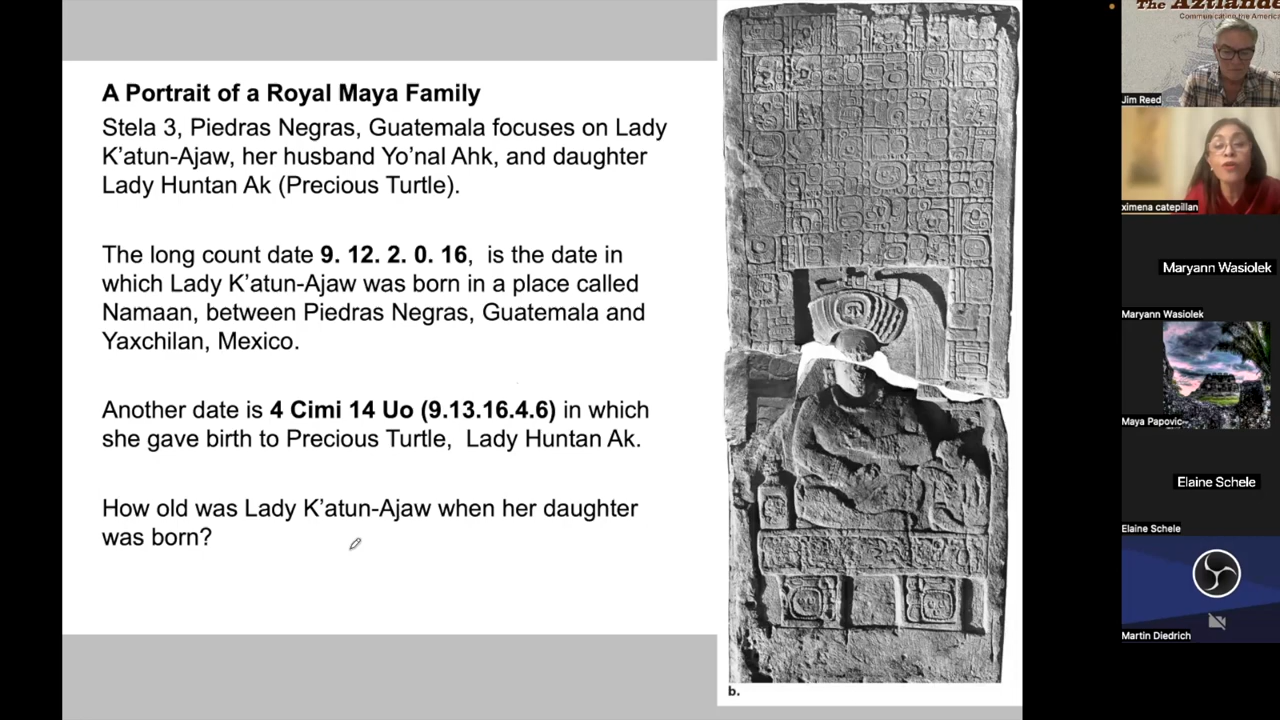 A Portrait of a Royal Maya Family
Stela 3, Piedras Negras, Guatemala focuses on Lady
K’atun-Ajaw, her husband Yo’nal Ahk, and daughter
Lady Huntan Ak (Precious Turtle).
The long count date 9. 12. 2. 0. 16, is the date in
which Lady K’atun-Ajaw was born in a place called
Namaan, between Piedras Negras, Guatemala and
Yaxchilan, Mexico.
Another date is 4 Cimi 14 Uo (9.13.16.4.6) in which
she gave birth to Precious Turtle, Lady Huntan Ak.
How old was Lady K’atun-Ajaw when her daughter
was born?
b.
The Aztlande
Communicating the America
Jim Reed
ximena catepillan
Maryann Wasiolek
Maryann Wasiolek
Maya Papovic
Elaine Schele
Elaine Schele
Martin Diedrich